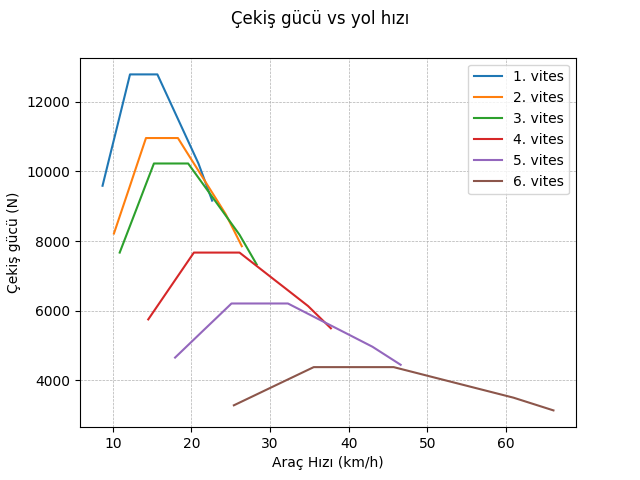 Çekiş gücü vs yol hızı
1. vites
2. vites
3. vites
4. vites
5. vites
6. vites
12000
10000
8000
6000
4000
Çekiş gücü (N)
10 20 30 40 50 60
Araç Hızı (km/h)